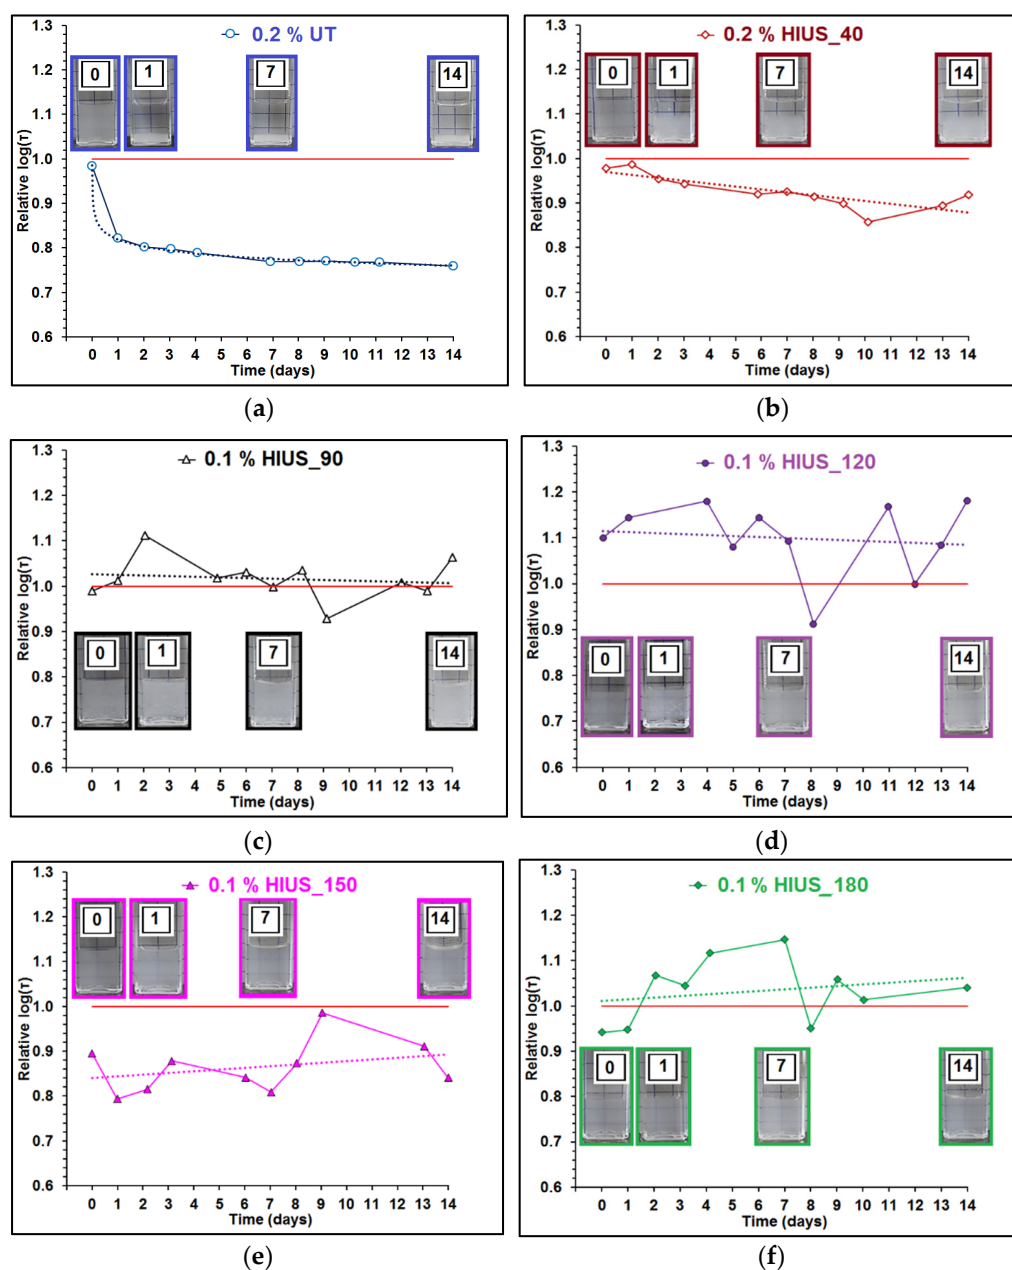 0.2 % UT
Relative log(τ)
1.3
1.2
1.1
1.0
0.9
0.8
0.7
0.6
0 1 7 14
0 1 2 3 4 5 6 7 8 9 10 11 12 13 14
Time (days)
(a)
0.2 % HIUS_40
Relative log(τ)
1.3
1.2
1.1
1.0
0.9
0.8
0.7
0.6
0 1 7 14
0 1 2 3 4 5 6 7 8 9 10 11 12 13 14
Time (days)
(b)
0.1 % HIUS_90
Relative log(τ)
1.3
1.2
1.1
1.0
0.9
0.8
0.7
0.6
0 1 7 14
0 1 2 3 4 5 6 7 8 9 10 11 12 13 14
Time (days)
(c)
0.1 % HIUS_120
Relative log(τ)
1.3
1.2
1.1
1.0
0.9
0.8
0.7
0.6
0 1 7 14
0 1 2 3 4 5 6 7 8 9 10 11 12 13 14
Time (days)
(d)
0.1 % HIUS_150
Relative log(τ)
1.3
1.2
1.1
1.0
0.9
0.8
0.7
0.6
0 1 7 14
0 1 2 3 4 5 6 7 8 9 10 11 12 13 14
Time (days)
(e)
0.1 % HIUS_180
Relative log(τ)
1.3
1.2
1.1
1.0
0.9
0.8
0.7
0.6
0 1 7 14
0 1 2 3 4 5 6 7 8 9 10 11 12 13 14
Time (days)
(f)